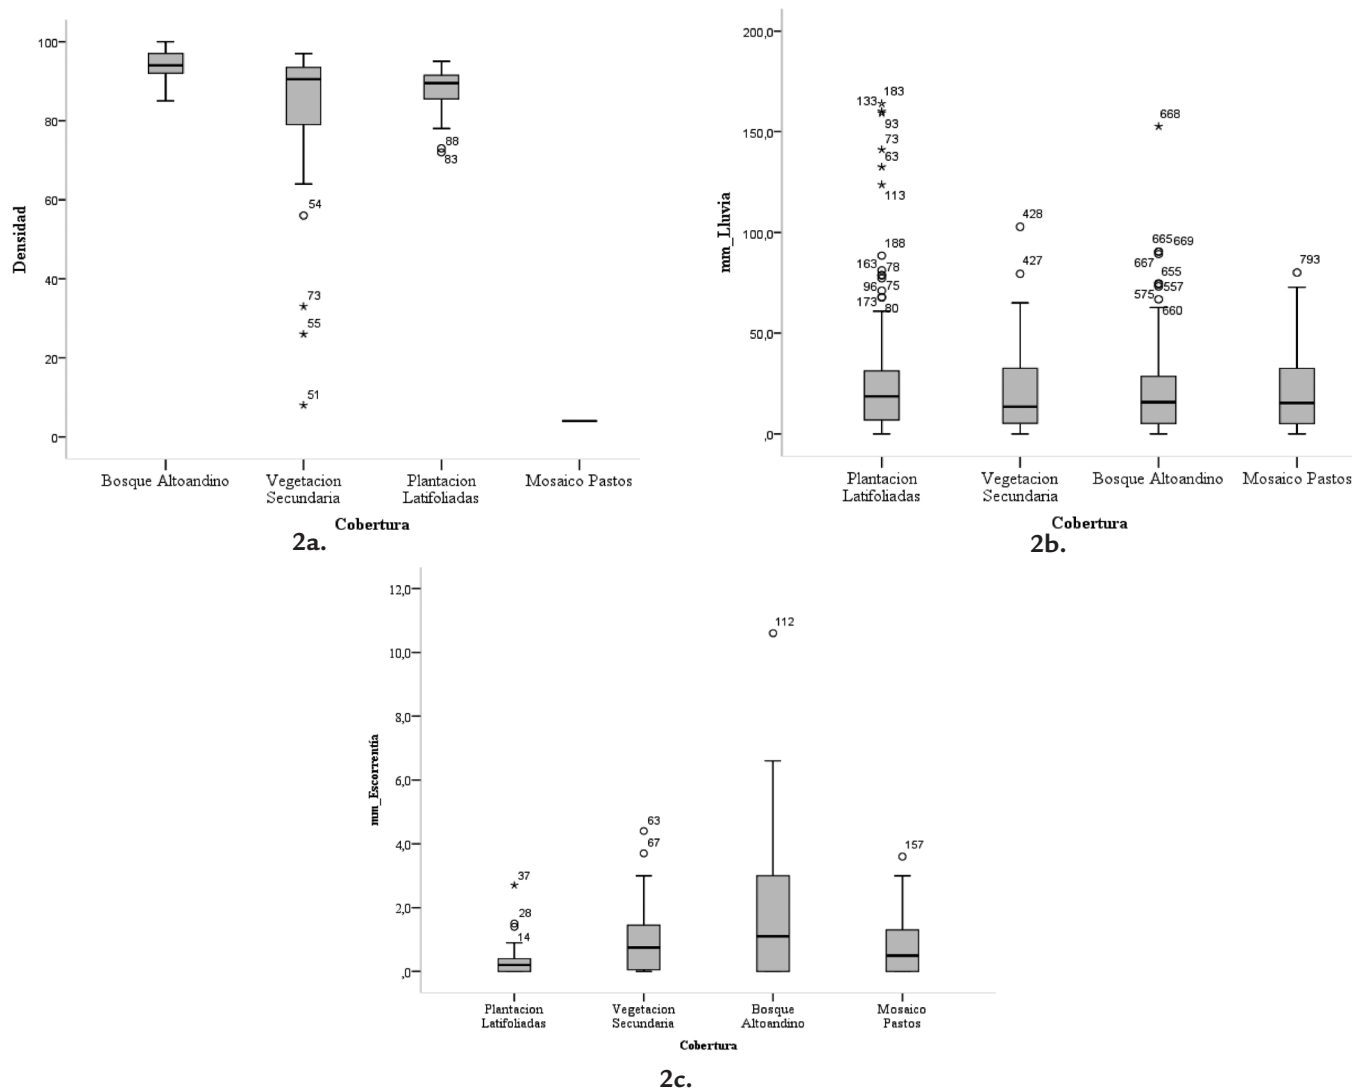 100
80
60
40
20
0
Densidad
54
73
55
51
88
83
Bosque Altoandino
Vegetacion
Secundaria
Plantacion
Latifoliadas
Mosaico Pastos
Cobertura
2a.
200,0
150,0
100,0
50,0
,0
mm_Lluvia
183
133
93
73
63
113
188
163
78
96
75
173
80
428
427
668
665
669
667
655
557
575
660
793
Plantacion
Latifoliadas
Vegetacion
Secundaria
Bosque Altoandino
Mosaico Pastos
Cobertura
2b.
12,0
10,0
8,0
6,0
4,0
2,0
,0
mm_Escorrentía
37
28
14
63
67
112
157
Plantacion
Latifoliadas
Vegetacion
Secundaria
Bosque
Altoandino
Mosaico
Pastos
Cobertura
2c.